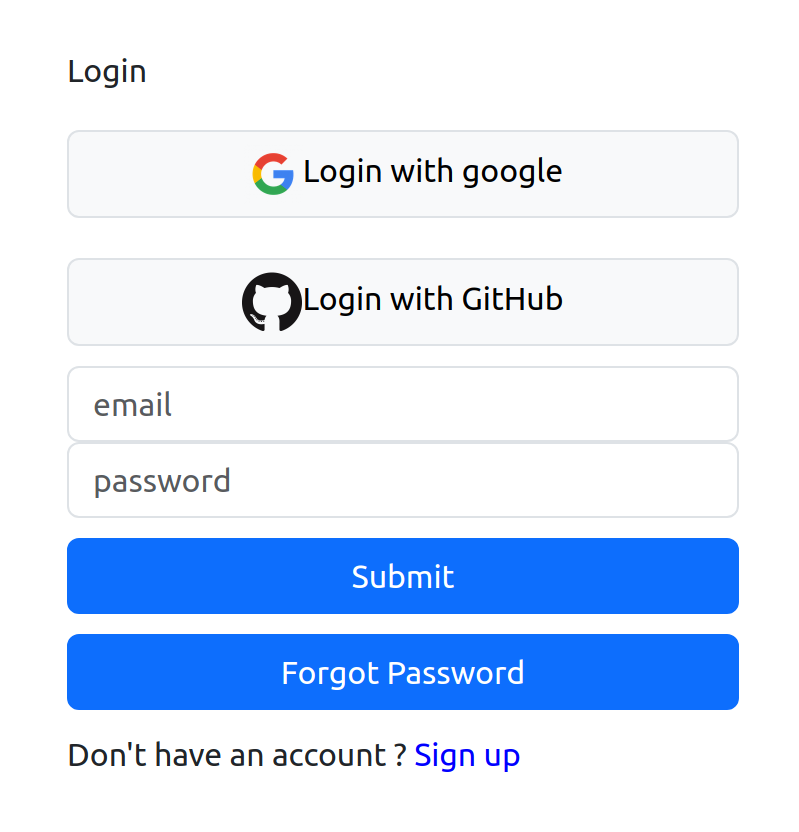 Login
Login with google
Login with GitHub
email
password
Submit
Forgot Password
Don't have an account ? Sign up